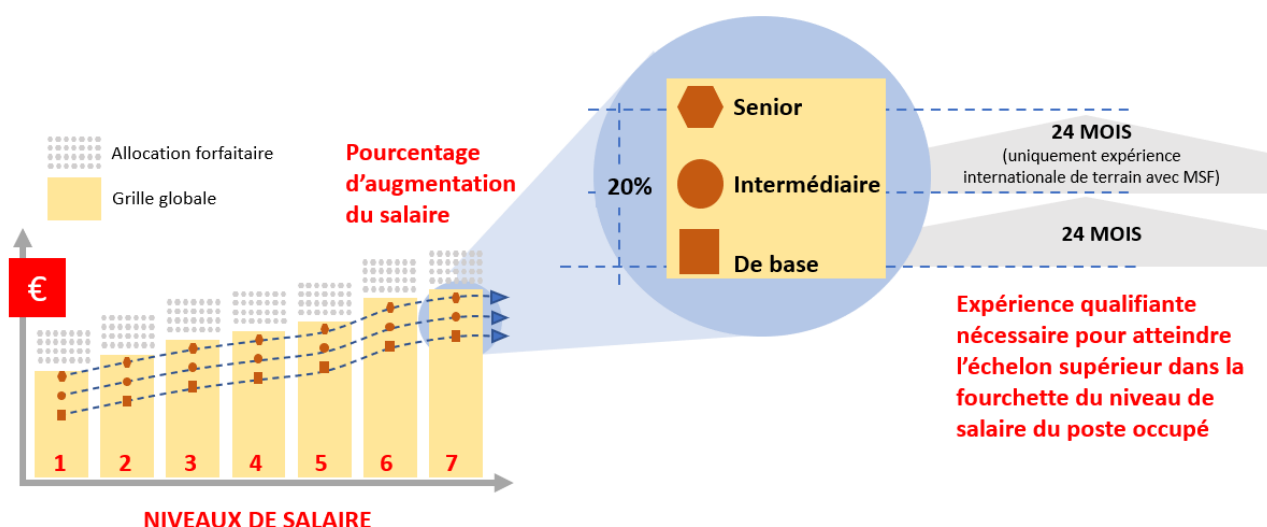 Allocation forfaitaire
Grille globale
Pourcentage
d'augmentation
du salaire
€
1 2 3 4 5 6 7
NIVEAUX DE SALAIRE
20%
Senior
Intermédiaire
De base
24 MOIS
(uniquement expérience
internationale de terrain avec MSF)
24 MOIS
Expérience qualifiante
nécessaire pour atteindre
l'échelon supérieur dans la
fourchette du niveau de
salaire du poste occupé